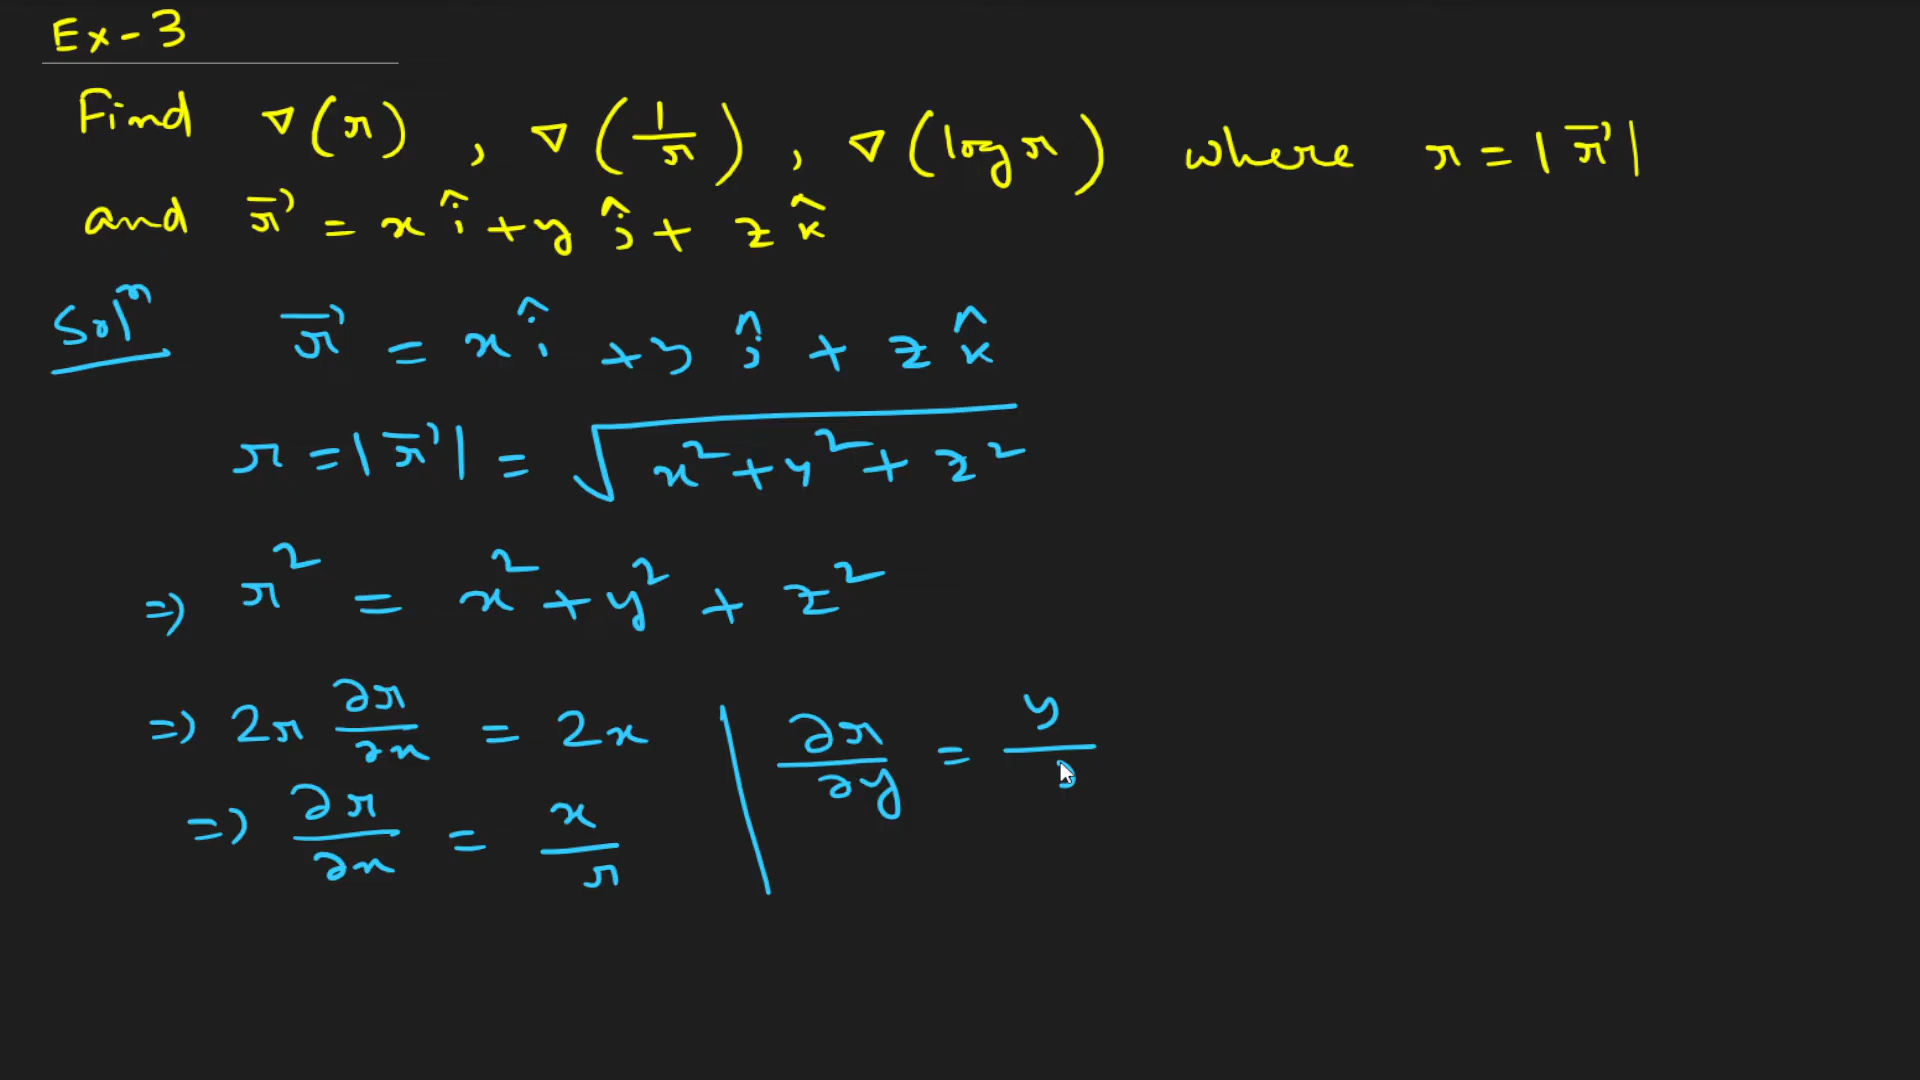 Ex-3
Find ∇(r), ∇(1/r), ∇(log r) where r = |r⃗|
and r⃗ = x î + y ĵ + z k̂
Solⁿ r⃗ = x î + y ĵ + z k̂
r = |r⃗| = √(x² + y² + z²)
⇒ r² = x² + y² + z²
⇒ 2r ∂r/∂x = 2x | ∂r/∂y = y/
⇒ ∂r/∂x = x/r